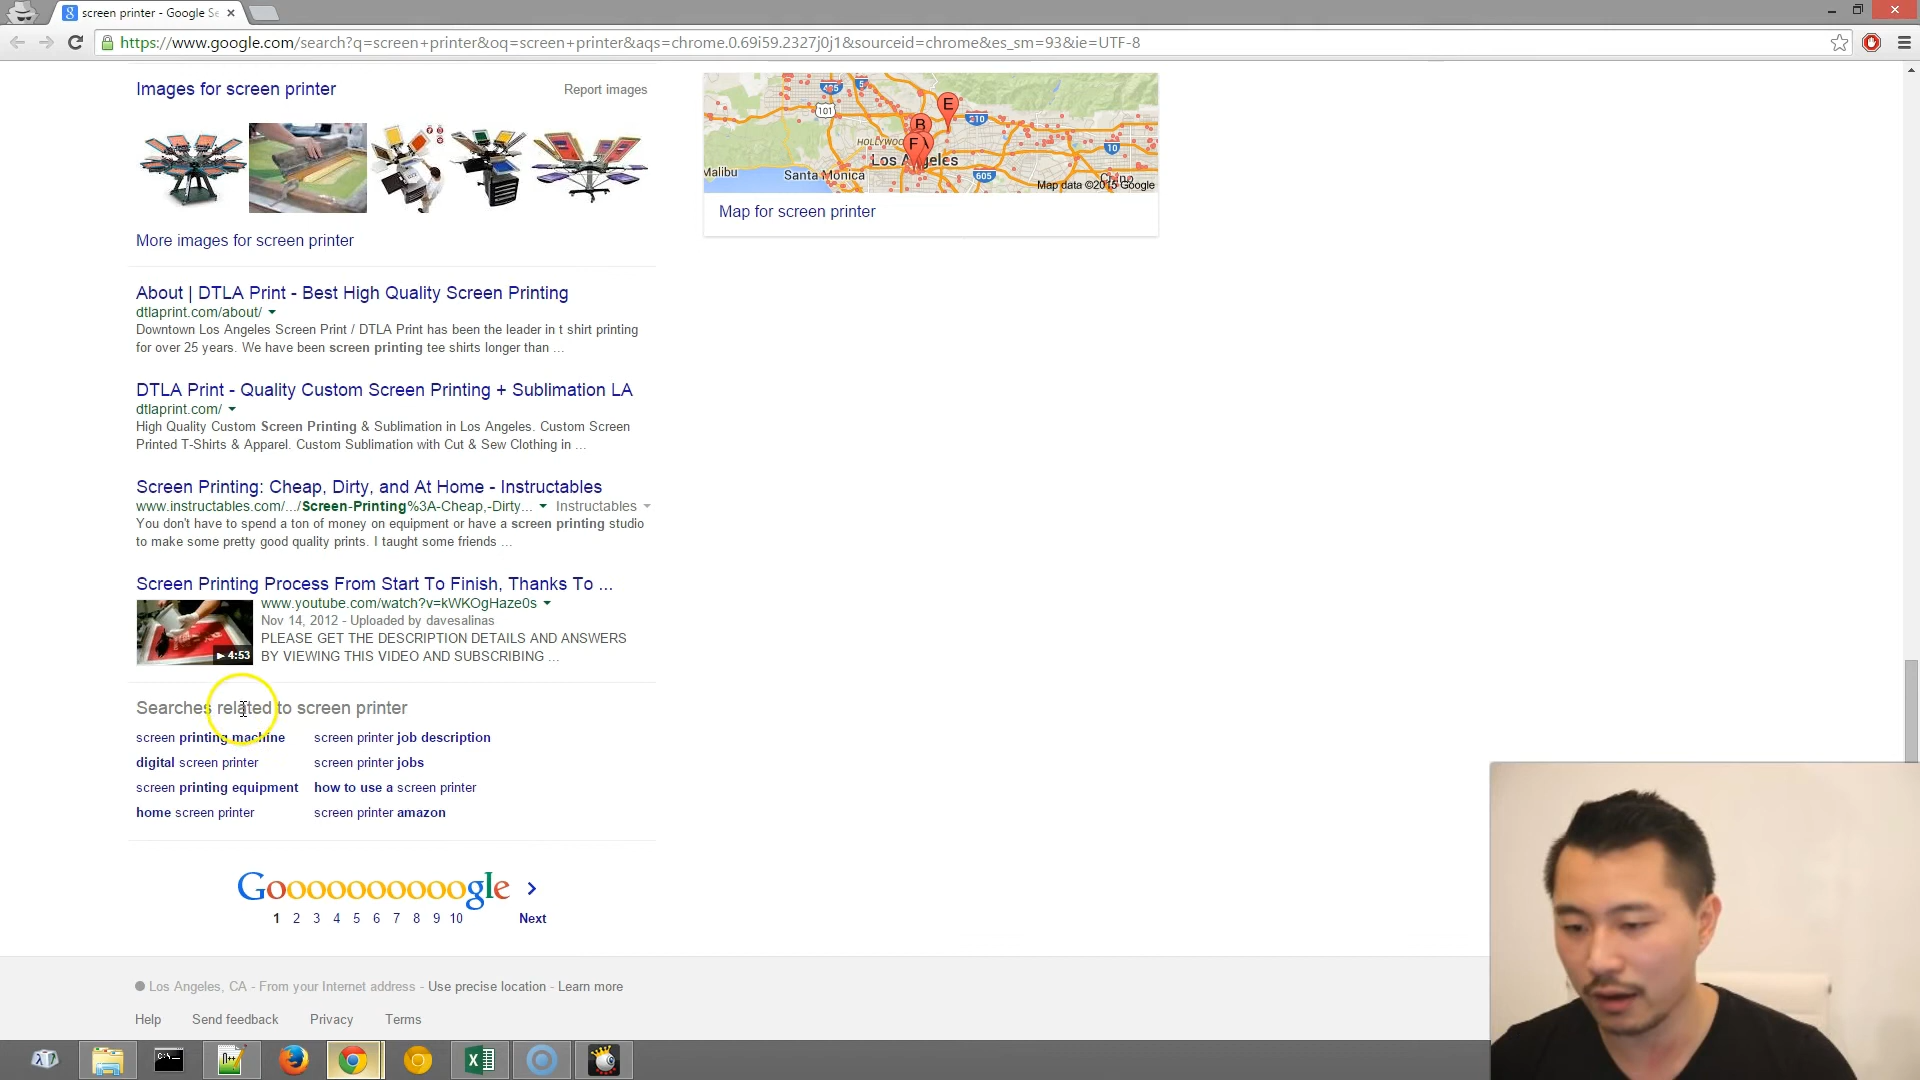 screen printer - Google Se
https://www.google.com/search?q=screen+printer&oq=screen+printer&aqs=chrome.0.69i59.2327j0j1&sourceid=chrome&es_sm=93&ie=UTF-8
Images for screen printer
Report images
More images for screen printer
About | DTLA Print - Best High Quality Screen Printing
dtlaprint.com/about/
Downtown Los Angeles Screen Print / DTLA Print has been the leader in t shirt printing
for over 25 years. We have been screen printing tee shirts longer than ...
DTLA Print - Quality Custom Screen Printing + Sublimation LA
dtlaprint.com/
High Quality Custom Screen Printing & Sublimation in Los Angeles. Custom Screen
Printed T-Shirts & Apparel. Custom Sublimation with Cut & Sew Clothing in ...
Screen Printing: Cheap, Dirty, and At Home - Instructables
www.instructables.com/.../Screen-Printing%3A-Cheap,-Dirty... Instructables
You don't have to spend a ton of money on equipment or have a screen printing studio
to make some pretty good quality prints. I taught some friends ...
Screen Printing Process From Start To Finish, Thanks To ...
www.youtube.com/watch?v=kWKOgHaze0s
Nov 14, 2012 - Uploaded by davesalinas
PLEASE GET THE DESCRIPTION DETAILS AND ANSWERS
BY VIEWING THIS VIDEO AND SUBSCRIBING ...
4:53
Searches related to screen printer
screen printing machine
screen printer job description
digital screen printer
screen printer jobs
screen printing equipment
how to use a screen printer
home screen printer
screen printer amazon
Goooooooooogle
1 2 3 4 5 6 7 8 9 10
Next
Los Angeles, CA - From your Internet address - Use precise location - Learn more
Help
Send feedback
Privacy
Terms
405
5
101
E
210
B
HOLLYWOOD
F
A
10
Los Angeles
Malibu
Santa Monica
605
Chino
Map data ©2015 Google
Map for screen printer